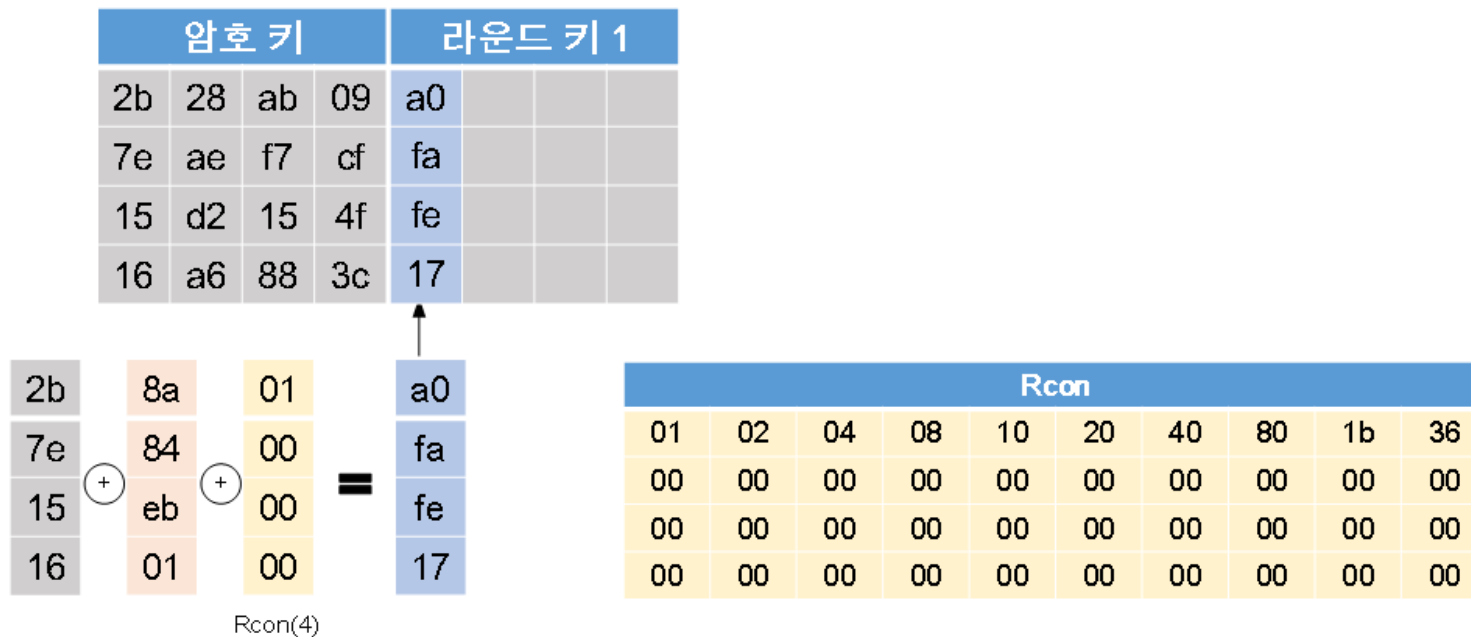 암호 키 라운드 키 1
2b 28 ab 09 a0
7e ae f7 cf fa
15 d2 15 4f fe
16 a6 88 3c 17
2b 8a 01 a0
7e 84 00 fa
+ + =
15 eb 00 fe
16 01 00 17
Rcon(4)
Rcon
01 02 04 08 10 20 40 80 1b 36
00 00 00 00 00 00 00 00 00 00
00 00 00 00 00 00 00 00 00 00
00 00 00 00 00 00 00 00 00 00